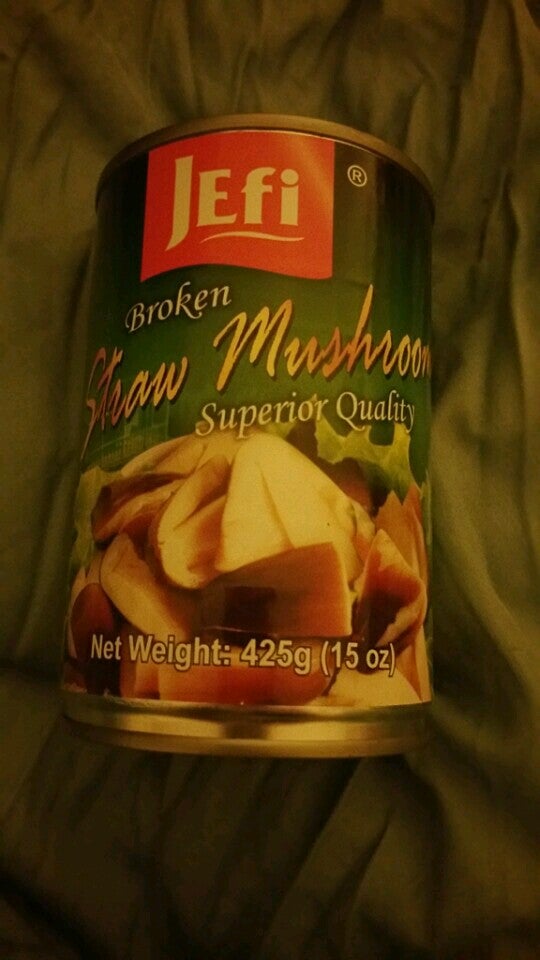 JEfi ®
Broken
Straw Mushroom
Superior Quality
Net Weight: 425g (15 oz)